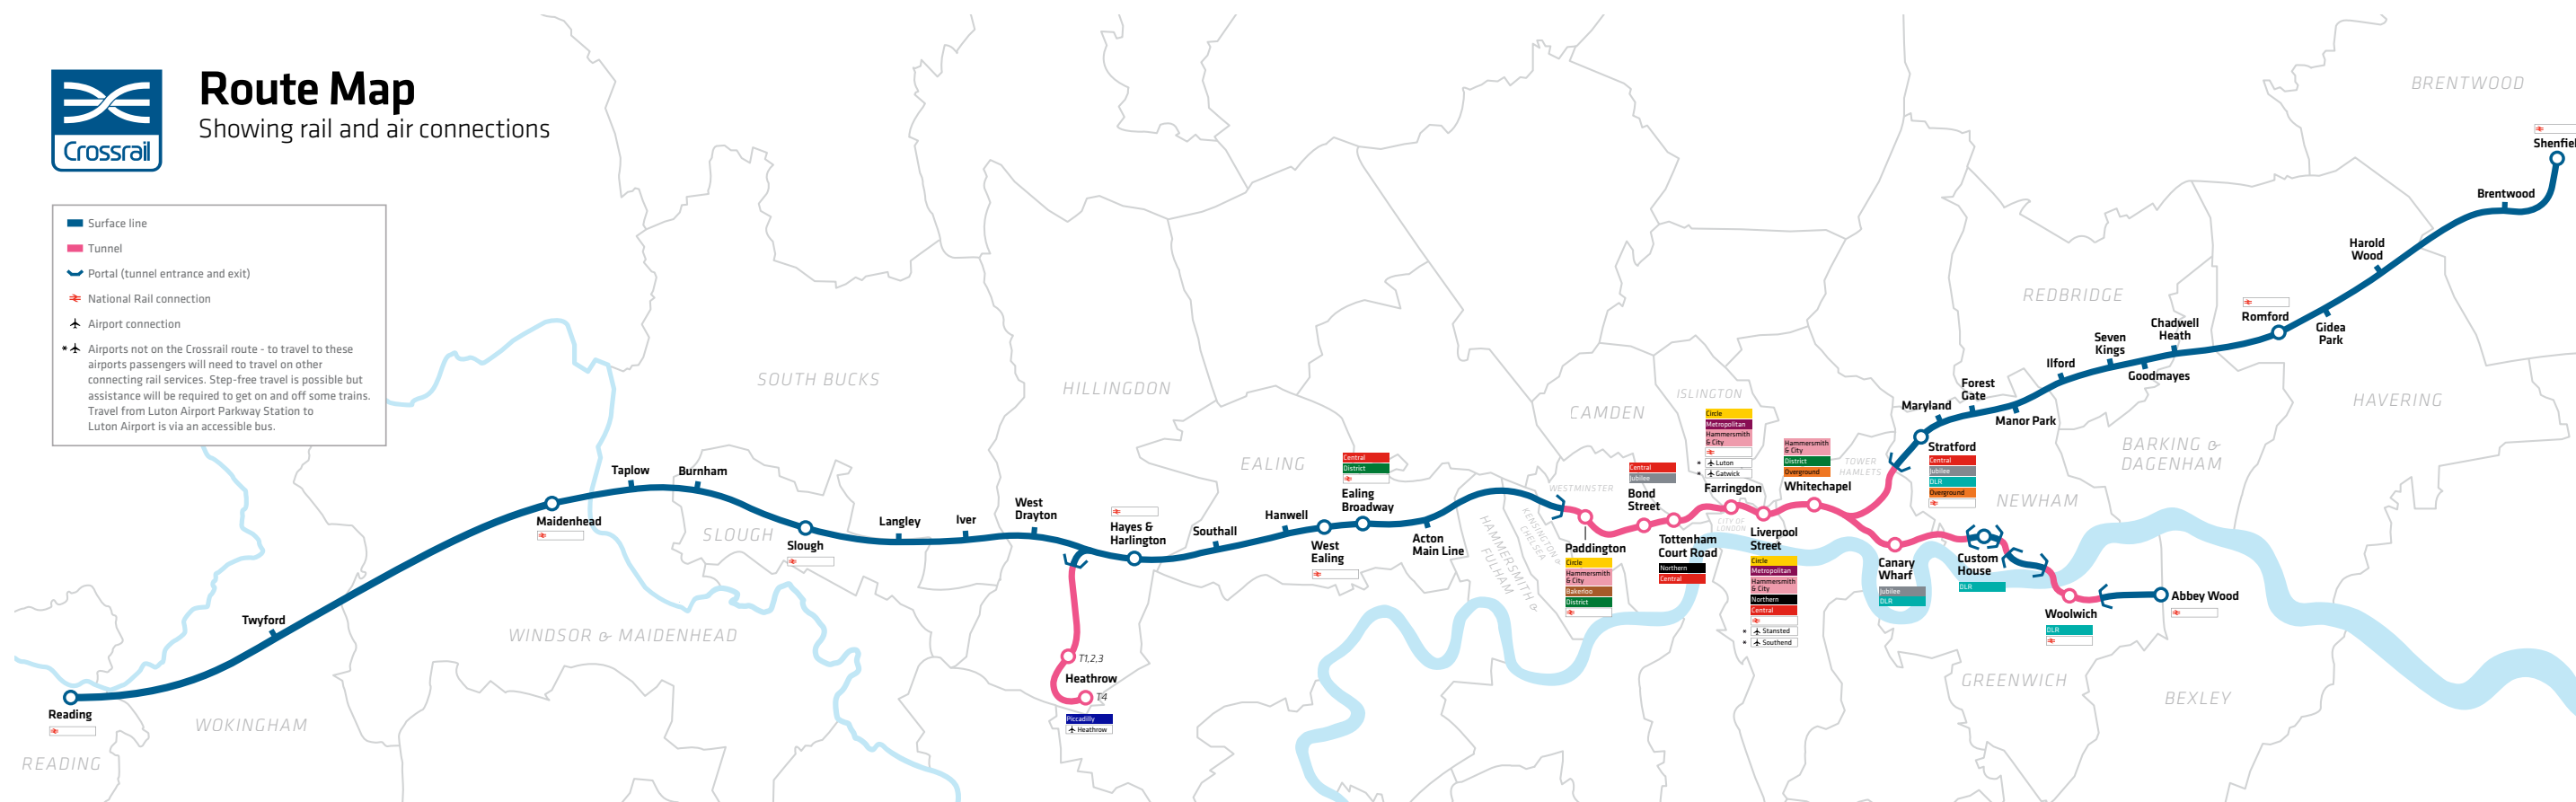 Crossrail
Route Map
Showing rail and air connections
Surface line
Tunnel
Portal (tunnel entrance and exit)
National Rail connection
Airport connection
* Airports not on the Crossrail route - to travel to these
airports passengers will need to travel on other
connecting rail services. Step-free travel is possible but
assistance will be required to get on and off some trains.
Travel from Luton Airport Parkway Station to
Luton Airport is via an accessible bus.
READING
Reading
WOKINGHAM
Twyford
WINDSOR & MAIDENHEAD
Maidenhead
Taplow
Burnham
SOUTH BUCKS
SLOUGH
Slough
Langley
Iver
West
Drayton
HILLINGDON
T1,2,3
Heathrow
T4
Piccadilly
Heathrow
Hayes &
Harlington
Southall
EALING
Hanwell
West
Ealing
Central
District
Ealing
Broadway
Acton
Main Line
HAMMERSMITH &
FULHAM
KENSINGTON &
CHELSEA
WESTMINSTER
CAMDEN
Paddington
Circle
Hammersmith
& City
Bakerloo
District
Central
Jubilee
Bond
Street
Tottenham
Court Road
Northern
Central
ISLINGTON
Circle
Metropolitan
Hammersmith
& City
* Luton
* Gatwick
Farringdon
CITY OF
LONDON
Liverpool
Street
Circle
Metropolitan
Hammersmith
& City
Northern
Central
* Stansted
* Southend
Hammersmith
& City
District
Overground
Whitechapel
TOWER
HAMLETS
Canary
Wharf
Jubilee
DLR
Custom
House
DLR
Woolwich
DLR
Abbey Wood
GREENWICH
BEXLEY
NEWHAM
Stratford
Central
Jubilee
DLR
Overground
Maryland
Forest
Gate
Manor Park
Ilford
Seven
Kings
Goodmayes
Chadwell
Heath
REDBRIDGE
BARKING &
DAGENHAM
HAVERING
Romford
Gidea
Park
Harold
Wood
Brentwood
BRENTWOOD
Shenfiel